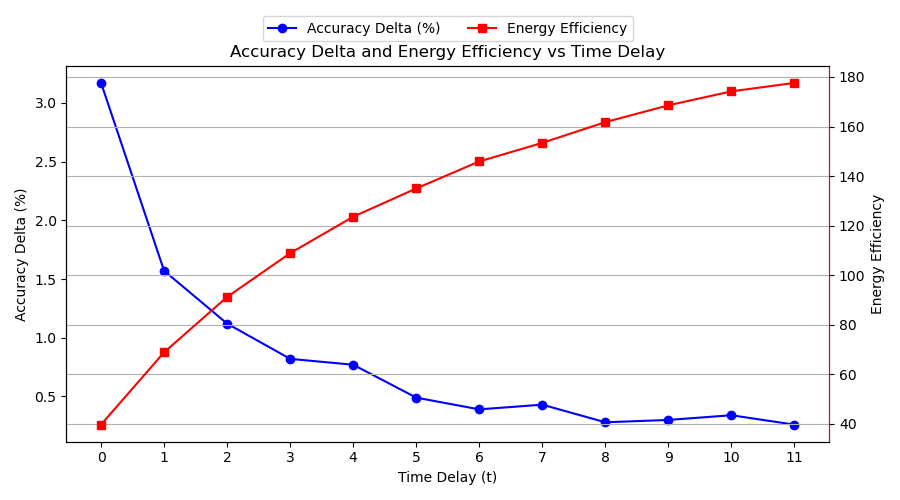 Accuracy Delta (%) Energy Efficiency
Accuracy Delta and Energy Efficiency vs Time Delay
3.0
2.5
2.0
1.5
1.0
0.5
Accuracy Delta (%)
180
160
140
120
100
80
60
40
Energy Efficiency
0 1 2 3 4 5 6 7 8 9 10 11
Time Delay (t)